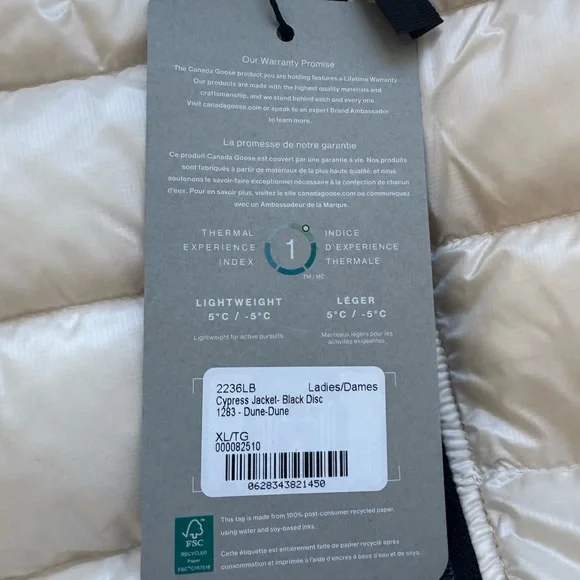 Our Warranty Promise
The Canada Goose product you are holding features a Lifetime Warranty.
Our products are made with the highest quality materials and
craftsmanship, and we stand behind each and every one.
Visit canadagoose.com or speak to an expert Brand Ambassador
to learn more.
La promesse de notre garantie
Ce produit Canada Goose est couvert par une garantie à vie. Nos produits
sont fabriqués à partir de matériaux de la plus haute qualité, et nous
soutenons le savoir-faire exceptionnel nécessaire à la confection de chacun
d'eux. Pour en savoir plus, visitez le site canadagoose.com ou communiquez
avec un Ambassadeur de la Marque.
THERMAL
EXPERIENCE
INDEX
1
TM/MC
INDICE
D'EXPÉRIENCE
THERMALE
LIGHTWEIGHT
5°C / -5°C
Lightweight for active pursuits.
LÉGER
5°C / -5°C
Manteaux légers pour les
activités exigeantes.
2236LB Ladies/Dames
Cypress Jacket- Black Disc
1283 - Dune-Dune
XL/TG
000082510
0628343821450
FSC
RECYCLED
Paper
This tag is made from 100% post-consumer recycled paper,
using water and soy-based inks.
Cette étiquette est entièrement faite de papier recyclé après
consommation et imprimée à l'aide d'encres à base d'eau et de soya.